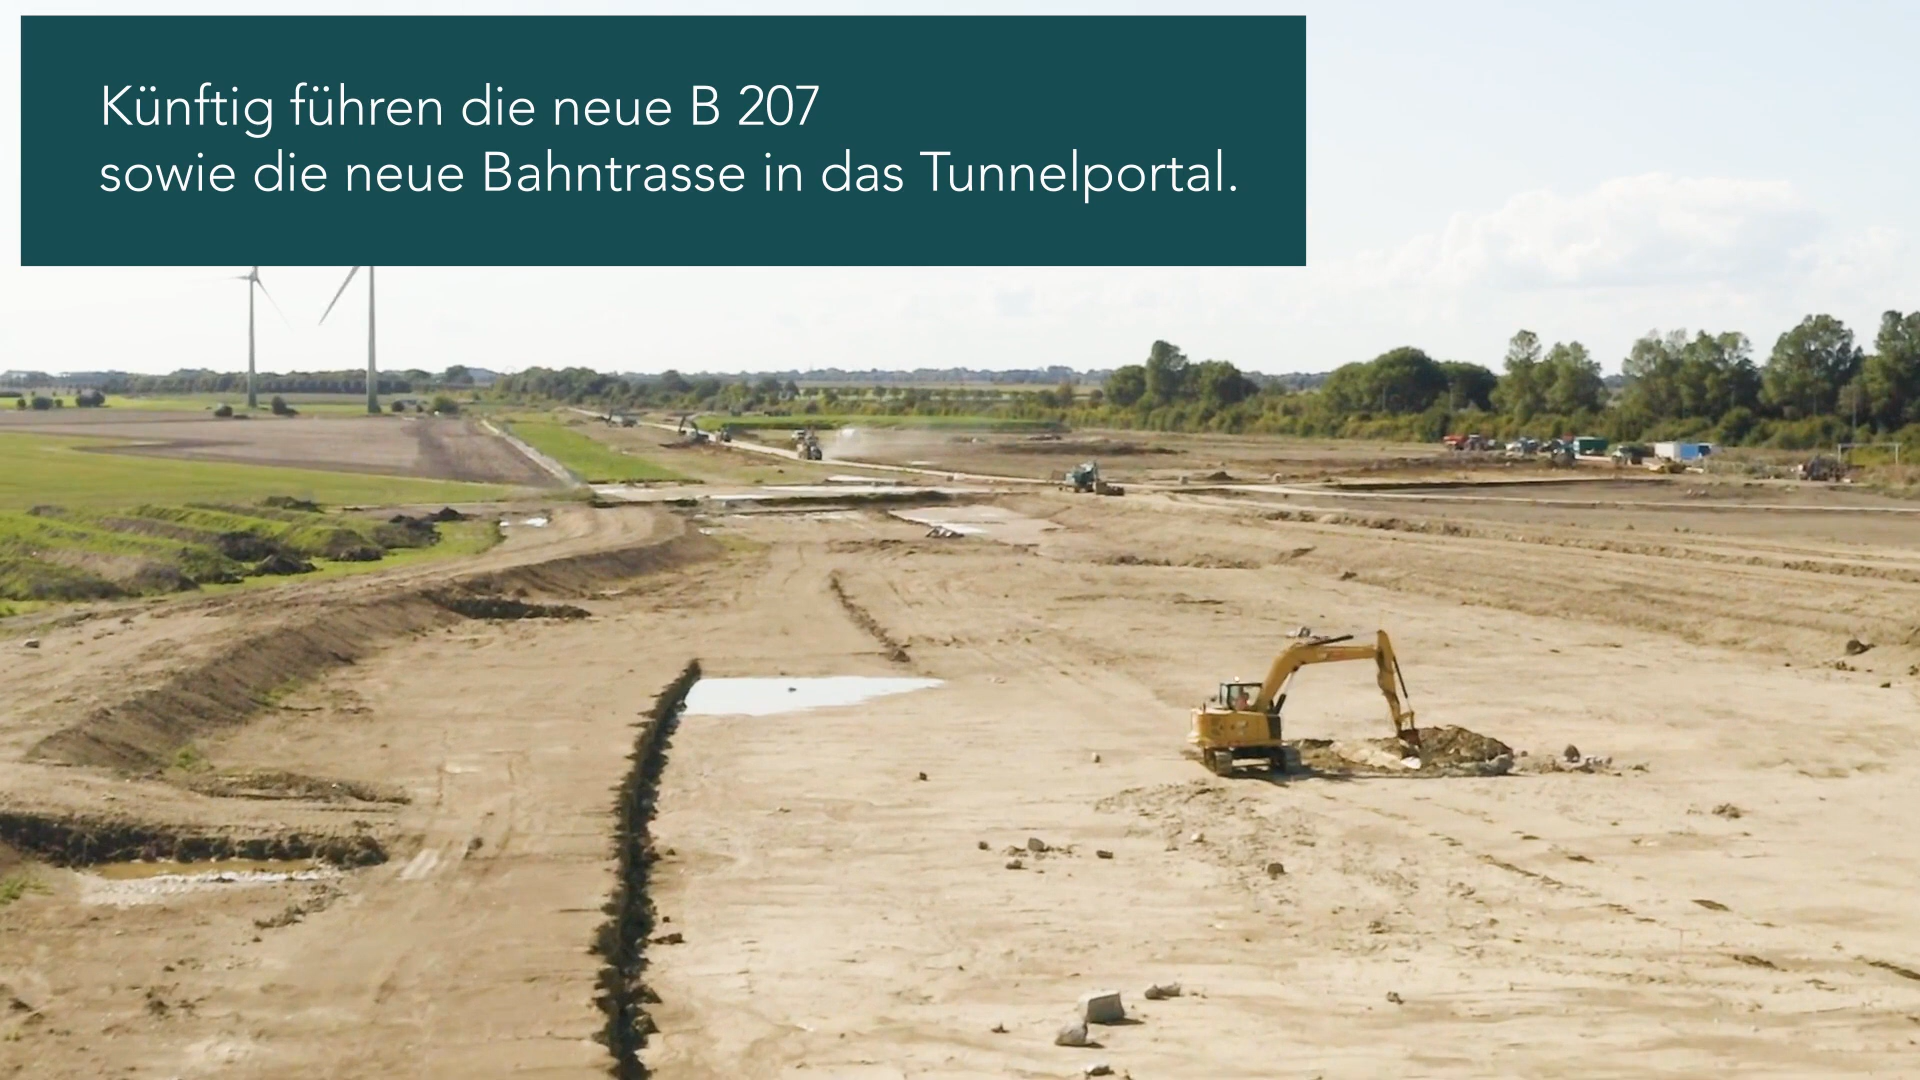 Künftig führen die neue B 207
sowie die neue Bahntrasse in das Tunnelportal.